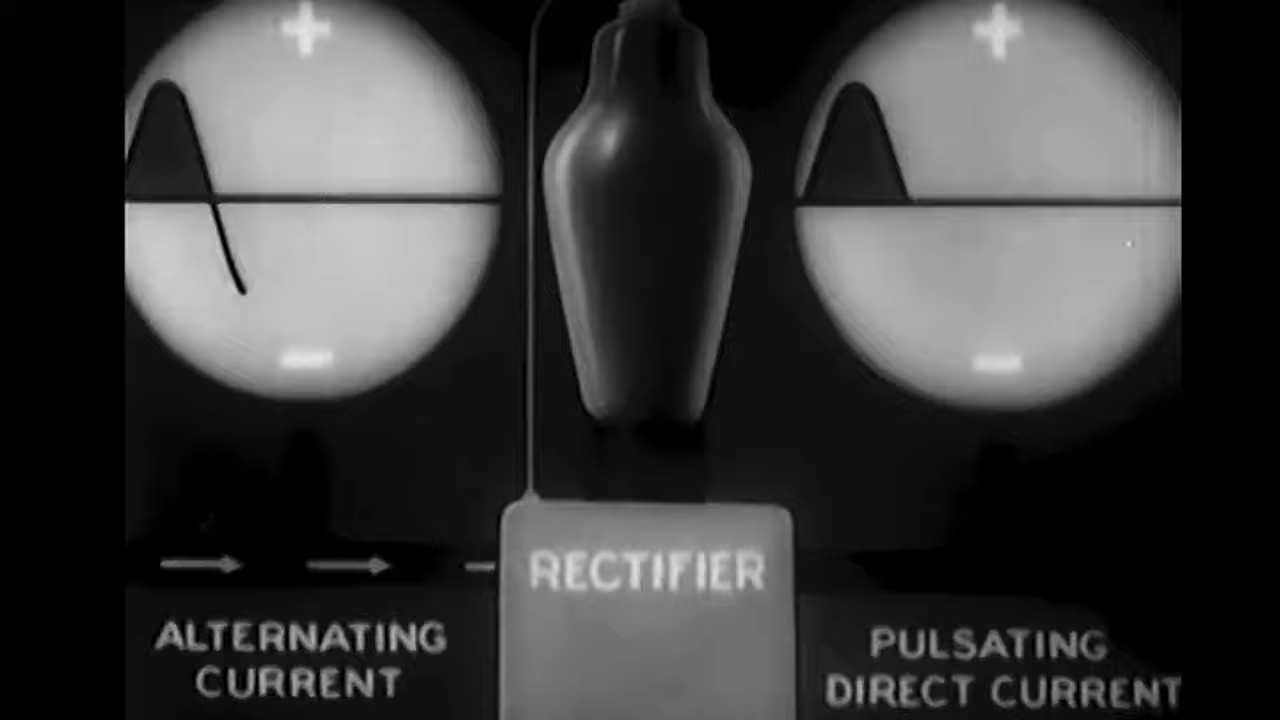 +
+
−
−
RECTIFIER
ALTERNATING
CURRENT
PULSATING
DIRECT CURRENT